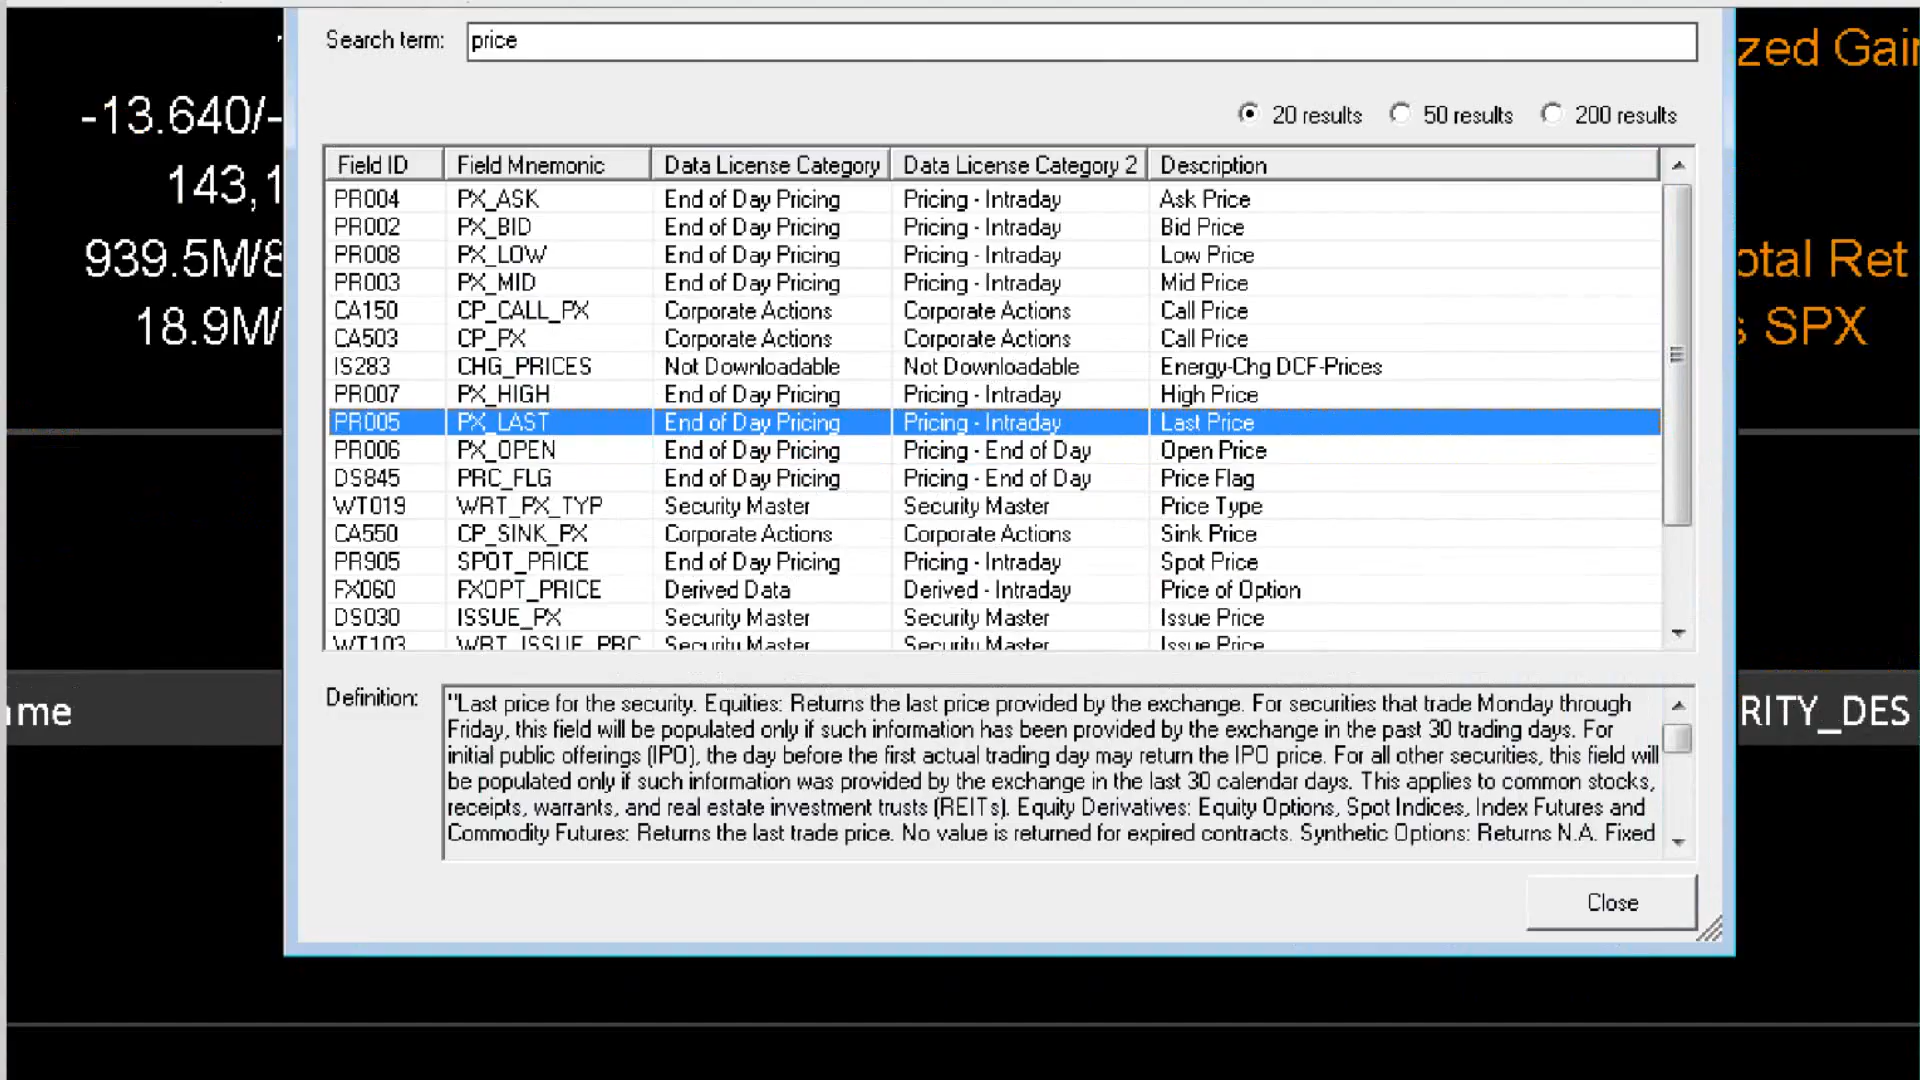 Search term: price
zed Gain
-13.640/-
20 results 50 results 200 results
143,1
Field ID Field Mnemonic Data License Category Data License Category 2 Description
PR004 PX_ASK End of Day Pricing Pricing - Intraday Ask Price
PR002 PX_BID End of Day Pricing Pricing - Intraday Bid Price
939.5M/8 PR008 PX_LOW End of Day Pricing Pricing - Intraday Low Price otal Ret
PR003 PX_MID End of Day Pricing Pricing - Intraday Mid Price
CA150 CP_CALL_PX Corporate Actions Corporate Actions Call Price
18.9M/ CA503 CP_PX Corporate Actions Corporate Actions Call Price s SPX
IS283 CHG_PRICES Not Downloadable Not Downloadable Energy-Chg DCF-Prices
PR007 PX_HIGH End of Day Pricing Pricing - Intraday High Price
PR005 PX_LAST End of Day Pricing Pricing - Intraday Last Price
PR006 PX_OPEN End of Day Pricing Pricing - End of Day Open Price
DS845 PRC_FLG End of Day Pricing Pricing - End of Day Price Flag
WT019 WRT_PX_TYP Security Master Security Master Price Type
CA550 CP_SINK_PX Corporate Actions Corporate Actions Sink Price
PR905 SPOT_PRICE End of Day Pricing Pricing - Intraday Spot Price
FX060 FXOPT_PRICE Derived Data Derived - Intraday Price of Option
DS030 ISSUE_PX Security Master Security Master Issue Price
WT103 WRT_ISSUE_PRC Security Master Security Master Issue Price
Definition: "Last price for the security. Equities: Returns the last price provided by the exchange. For securities that trade Monday through
ame Friday, this field will be populated only if such information has been provided by the exchange in the past 30 trading days. For RITY_DES
initial public offerings (IPO), the day before the first actual trading day may return the IPO price. For all other securities, this field will
be populated only if such information was provided by the exchange in the last 30 calendar days. This applies to common stocks,
receipts, warrants, and real estate investment trusts (REITs). Equity Derivatives: Equity Options, Spot Indices, Index Futures and
Commodity Futures: Returns the last trade price. No value is returned for expired contracts. Synthetic Options: Returns N.A. Fixed
Close